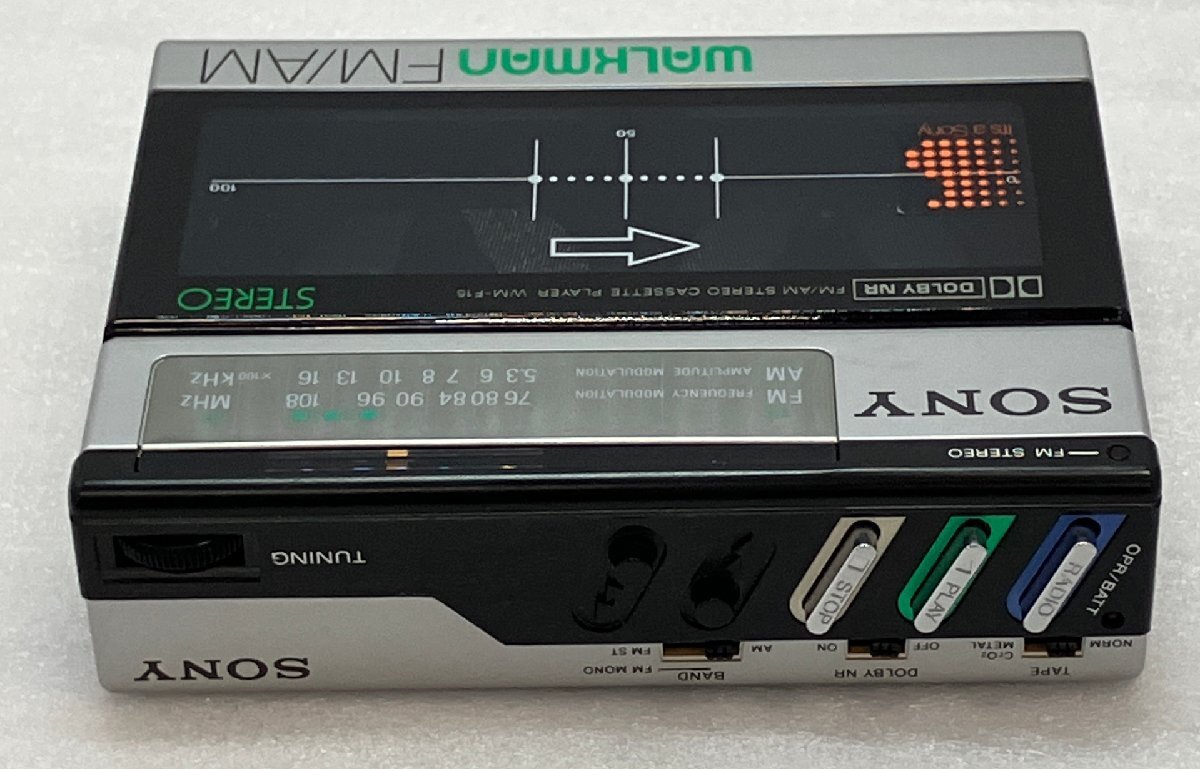 TAPE
DOLBY NR
BAND
FM MONO
SONY
NORM
CrO₂
METAL
OFF
ON
AM
FM ST
OPR/BATT
RADIO
PLAY
STOP
TUNING
FM STEREO
SONY
FM FREQUENCY MODULATION 76 80 84 90 96 108 MHz
AM AMPLITUDE MODULATION 5.3 6 7 8 10 13 16 ×100 kHz
DOLBY NR FM/AM STEREO CASSETTE PLAYER WM-F15 STEREO
0 50 100
It's a Sony
WALKMAN FM/AM